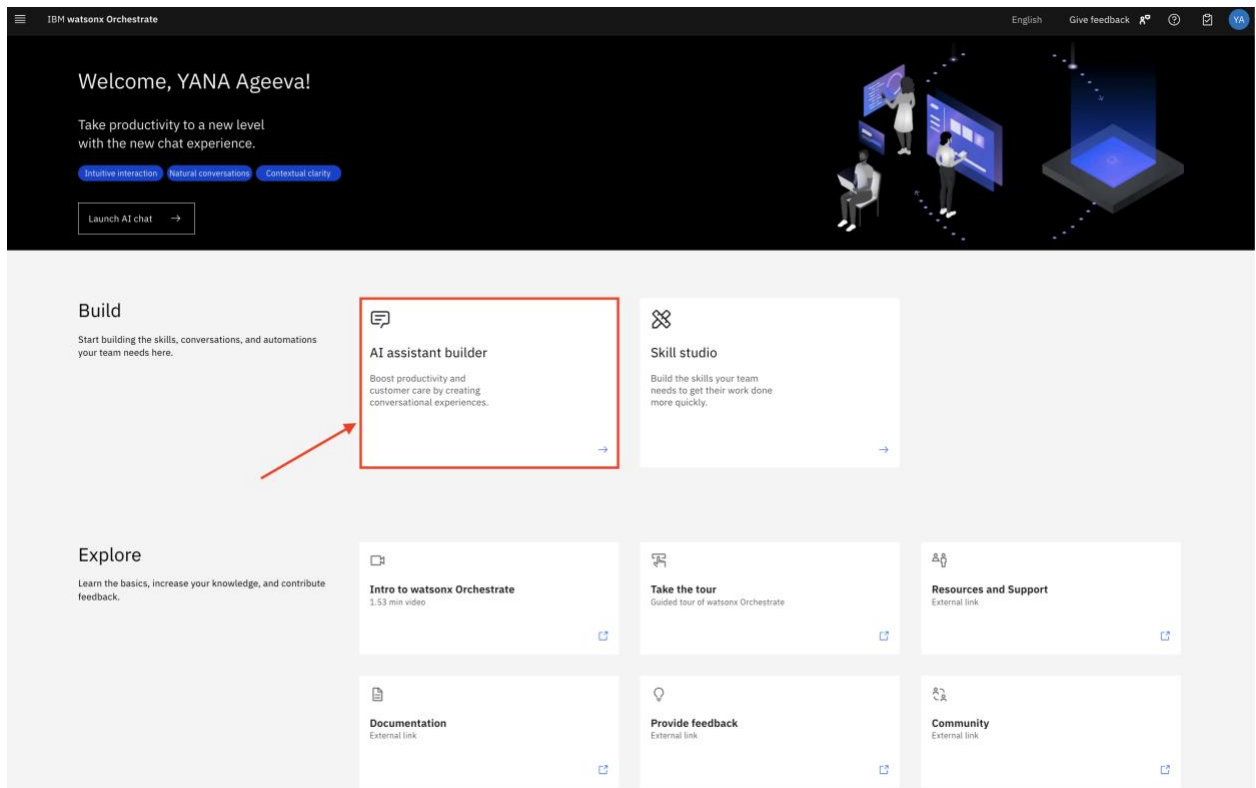 IBM watsonx Orchestrate
English
Give feedback
YA
Welcome, YANA Ageeva!
Take productivity to a new level
with the new chat experience.
Intuitive interaction
Natural conversations
Contextual clarity
Launch AI chat
Build
Start building the skills, conversations, and automations
your team needs here.
AI assistant builder
Boost productivity and
customer care by creating
conversational experiences.
Skill studio
Build the skills your team
needs to get their work done
more quickly.
Explore
Learn the basics, increase your knowledge, and contribute
feedback.
Intro to watsonx Orchestrate
1.53 min video
Take the tour
Guided tour of watsonx Orchestrate
Resources and Support
External link
Documentation
External link
Provide feedback
External link
Community
External link